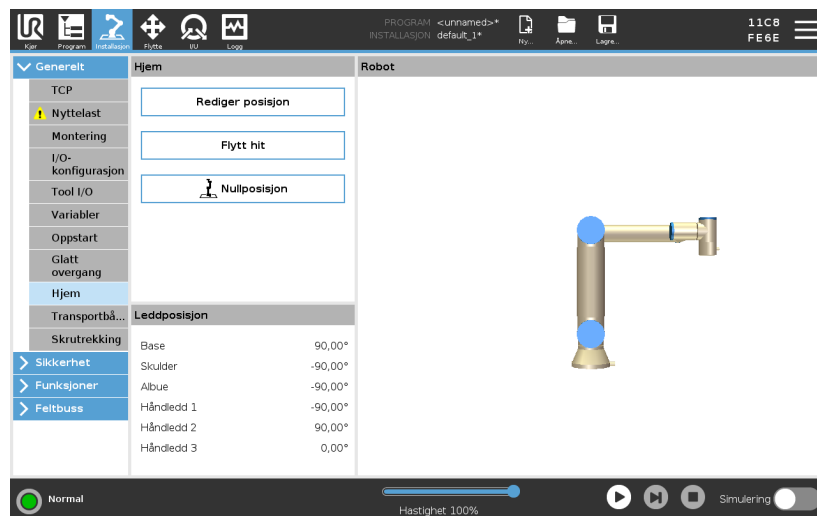 PROGRAM <unnamed>*
INSTALLASJON default_1*
11C8
FE6E
Kjør Program Installasjon Flytte I/U Logg Ny... Åpne... Lagre...
Generelt
TCP
Nyttelast
Montering
I/O-
konfigurasjon
Tool I/O
Variabler
Oppstart
Glatt
overgang
Hjem
Transportbå...
Skrutrekking
Sikkerhet
Funksjoner
Feltbuss
Hjem
Rediger posisjon
Flytt hit
Nullposisjon
Leddposisjon
Base 90,00°
Skulder -90,00°
Albue -90,00°
Håndledd 1 -90,00°
Håndledd 2 90,00°
Håndledd 3 0,00°
Robot
Normal
Hastighet 100%
Simulering